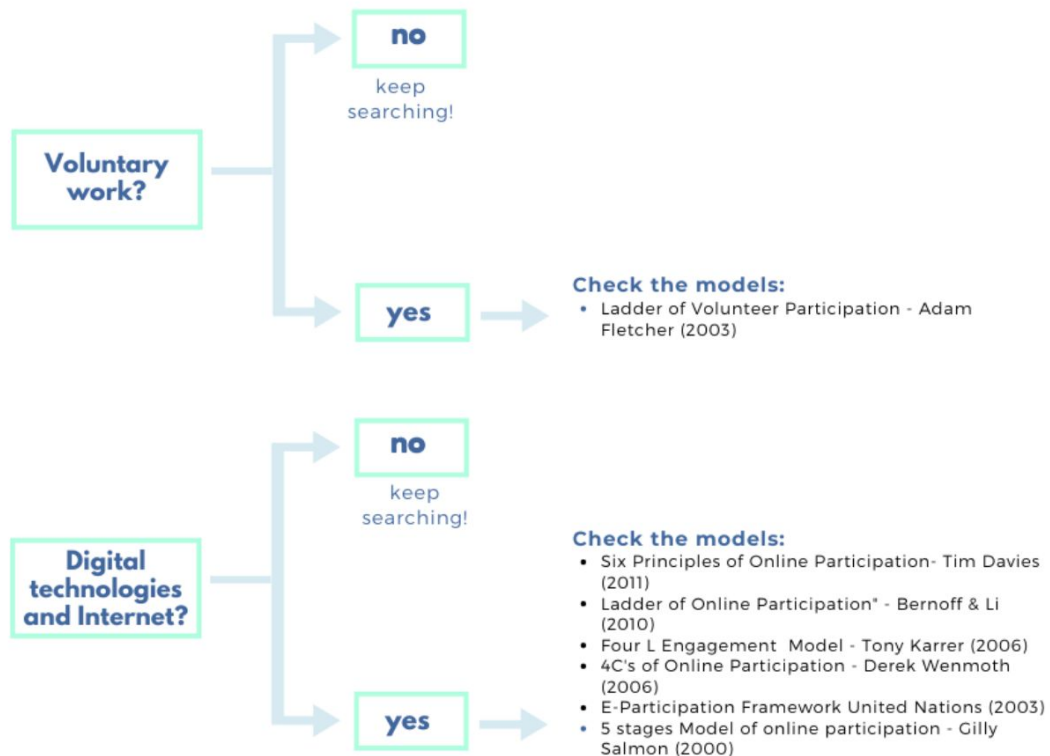 no
keep
searching!
Voluntary
work?
yes
Check the models:
• Ladder of Volunteer Participation - Adam
Fletcher (2003)
no
keep
searching!
Digital
technologies
and Internet?
yes
Check the models:
• Six Principles of Online Participation- Tim Davies
(2011)
• Ladder of Online Participation" - Bernoff & Li
(2010)
• Four L Engagement  Model - Tony Karrer (2006)
• 4C's of Online Participation - Derek Wenmoth
(2006)
• E-Participation Framework United Nations (2003)
• 5 stages Model of online participation - Gilly
Salmon (2000)